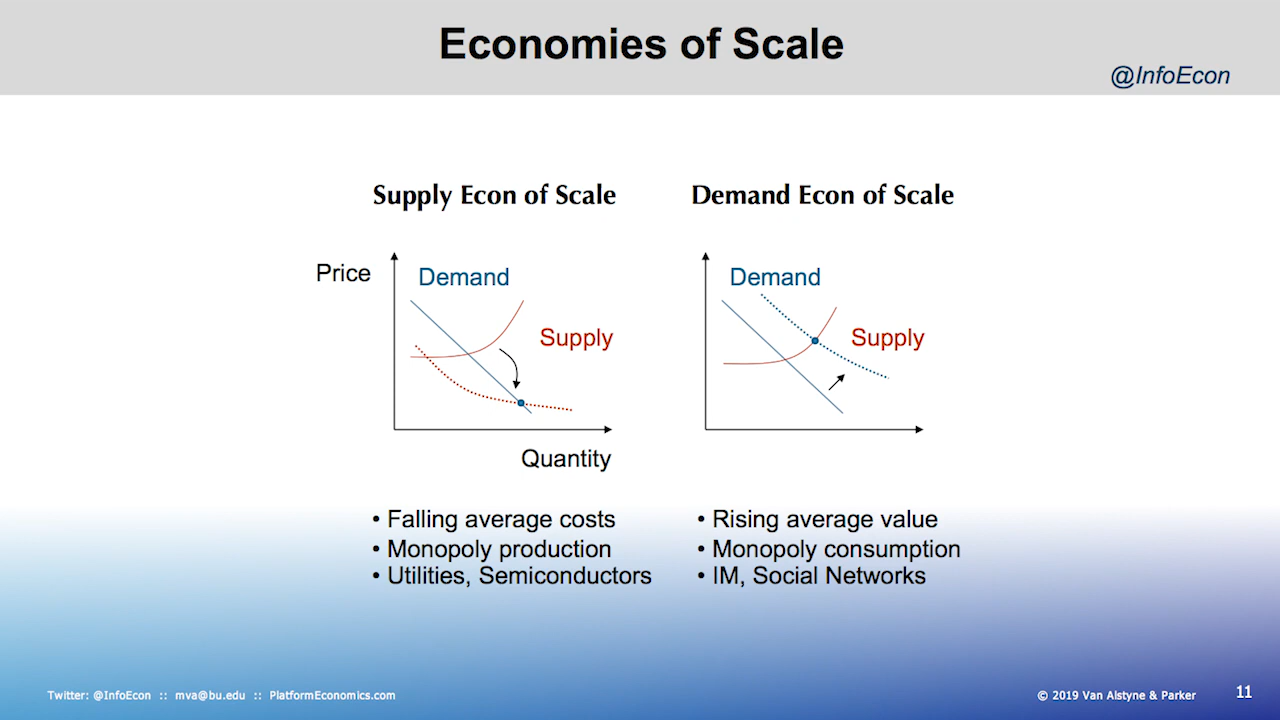 Economies of Scale
@InfoEcon
Supply Econ of Scale
Price
Demand
Supply
Quantity
• Falling average costs
• Monopoly production
• Utilities, Semiconductors
Demand Econ of Scale
Demand
Supply
• Rising average value
• Monopoly consumption
• IM, Social Networks
Twitter: @InfoEcon :: mva@bu.edu :: PlatformEconomics.com
© 2019 Van Alstyne & Parker
11